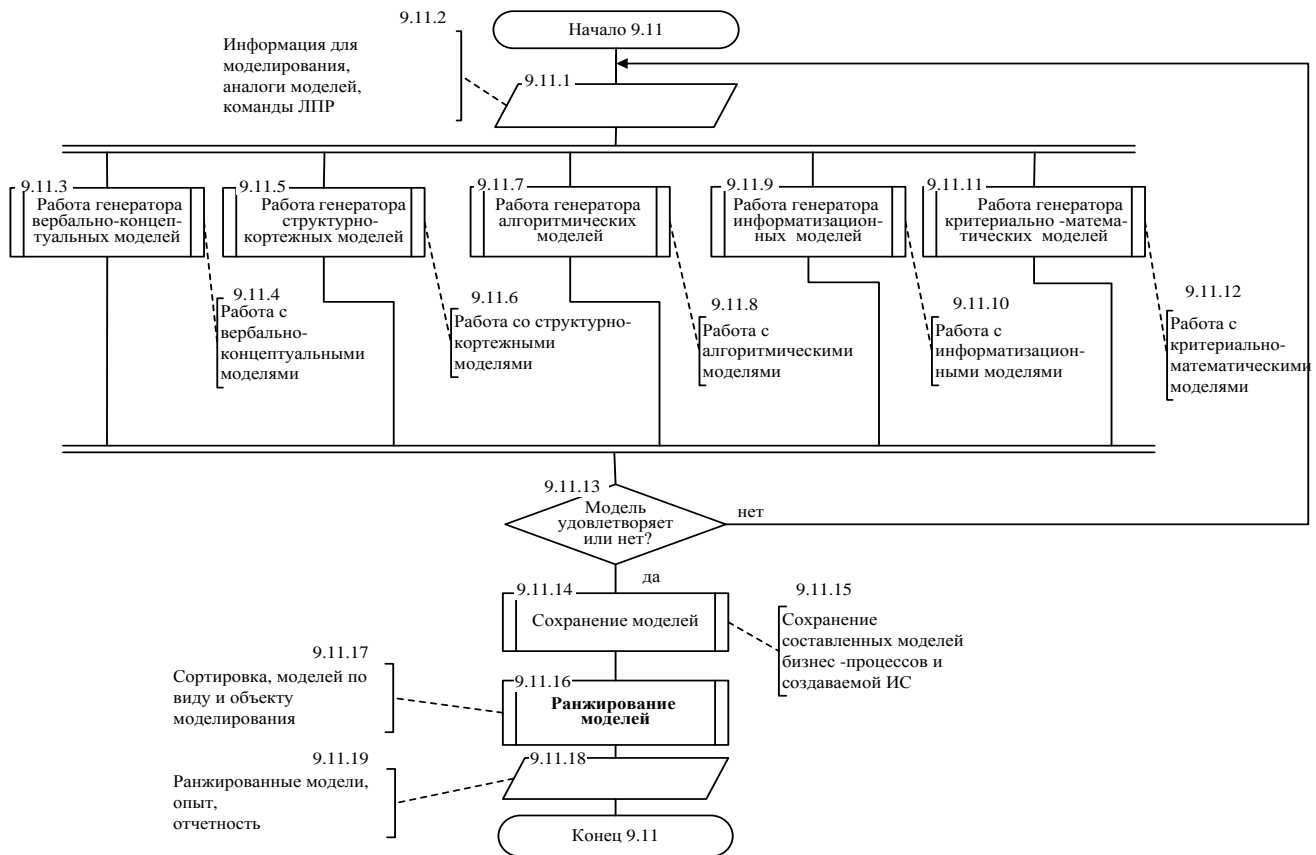 9.11.2
Начало 9.11
Информация для
моделирования,
аналоги моделей,
команды ЛПР
9.11.1
9.11.3
Работа генератора
вербально-концеп-
туальных моделей
9.11.5
Работа генератора
структурно-
кортежных моделей
9.11.7
Работа генератора
алгоритмических
моделей
9.11.9
Работа генератора
информатизацион-
ных моделей
9.11.11
Работа генератора
критериально -матема-
тических моделей
9.11.4
Работа с
вербально-
концептуальными
моделями
9.11.6
Работа со структурно-
кортежными
моделями
9.11.8
Работа с
алгоритмическими
моделями
9.11.10
Работа с
информатизацион-
ными моделями
9.11.12
Работа с
критериально-
математическими
моделями
9.11.13
Модель
удовлетворяет
или нет?
нет
да
9.11.14
Сохранение моделей
9.11.15
Сохранение
составленных моделей
бизнес -процессов и
создаваемой ИС
9.11.17
Сортировка, моделей по
виду и объекту
моделирования
9.11.16
Ранжирование
моделей
9.11.19
Ранжированные модели,
опыт,
отчетность
9.11.18
Конец 9.11